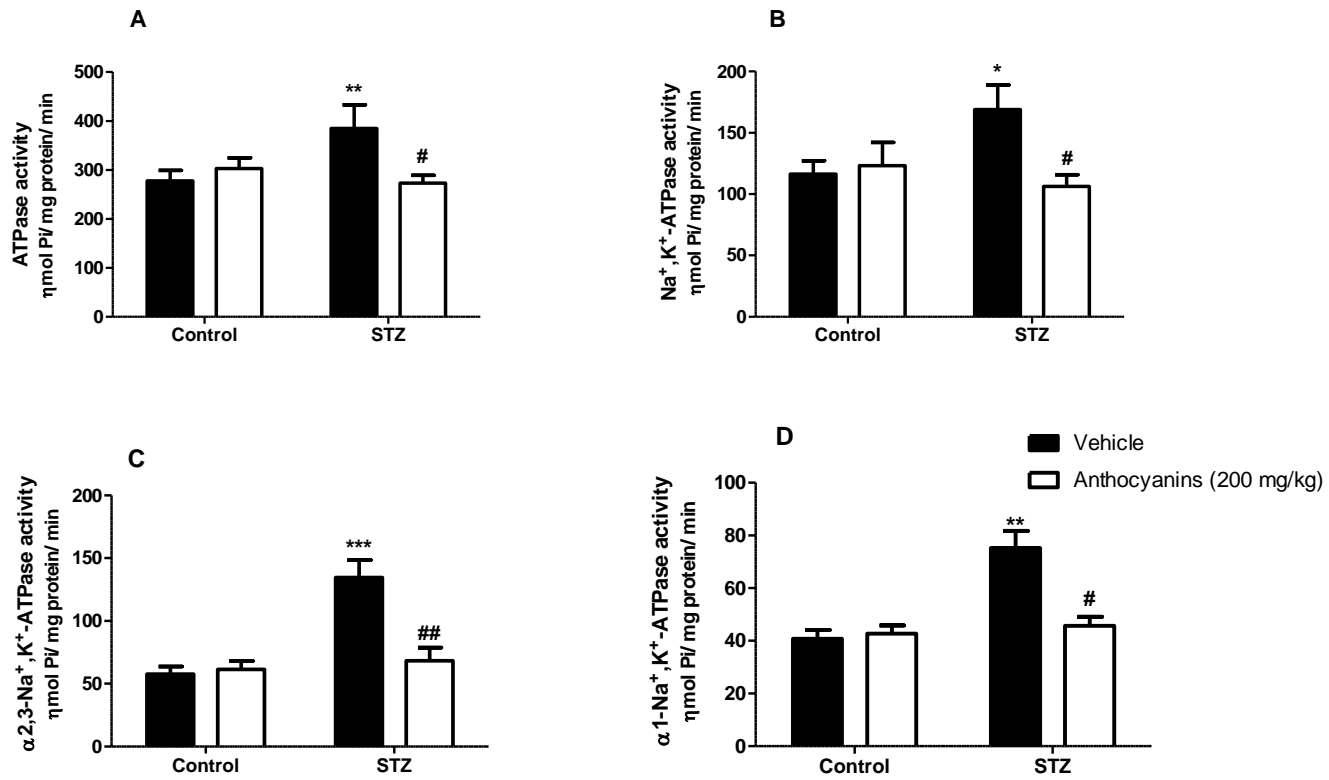 A
ATPase activity
ηmol Pi/ mg protein/ min
500
400
300
200
100
0
**
#
Control
STZ
B
Na⁺,K⁺-ATPase activity
ηmol Pi/ mg protein/ min
200
150
100
50
0
*
#
Control
STZ
C
α2,3-Na⁺,K⁺-ATPase activity
ηmol Pi/ mg protein/ min
200
150
100
50
0
***
##
Control
STZ
D
Vehicle
Anthocyanins (200 mg/kg)
α1-Na⁺,K⁺-ATPase activity
ηmol Pi/ mg protein/ min
100
80
60
40
20
0
**
#
Control
STZ